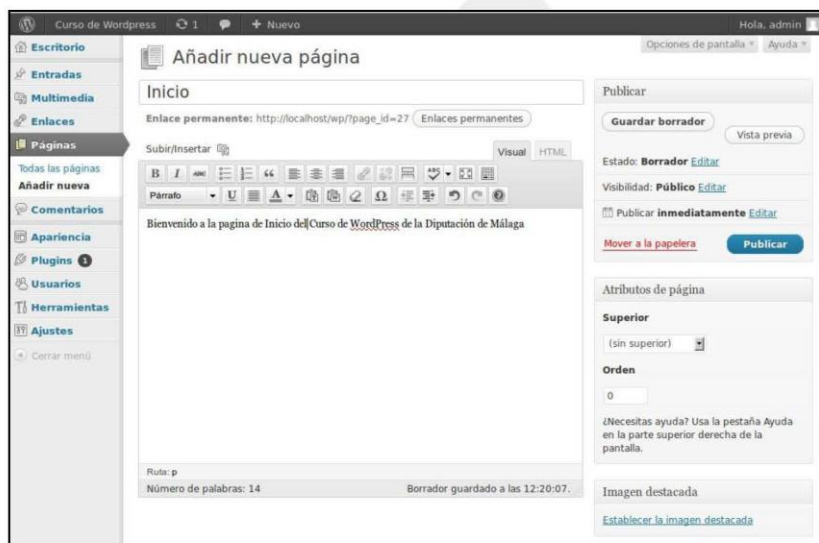 Curso de Wordpress 1 + Nuevo Hola, admin
Escritorio
Entradas
Multimedia
Enlaces
Páginas
Todas las páginas
Añadir nueva
Comentarios
Apariencia
Plugins 1
Usuarios
Herramientas
Ajustes
Cerrar menú
Opciones de pantalla Ayuda
Añadir nueva página
Inicio
Enlace permanente: http://localhost/wp/?page_id=27 Enlaces permanentes
Subir/Insertar Visual HTML
B I ABC ABC
Párrafo U A Ω
Bienvenido a la pagina de Inicio del Curso de WordPress de la Diputación de Málaga
Ruta: p
Número de palabras: 14 Borrador guardado a las 12:20:07.
Publicar
Guardar borrador
Vista previa
Estado: Borrador Editar
Visibilidad: Público Editar
Publicar inmediatamente Editar
Mover a la papelera Publicar
Atributos de página
Superior
(sin superior)
Orden
0
¿Necesitas ayuda? Usa la pestaña Ayuda
en la parte superior derecha de la
pantalla.
Imagen destacada
Establecer la imagen destacada